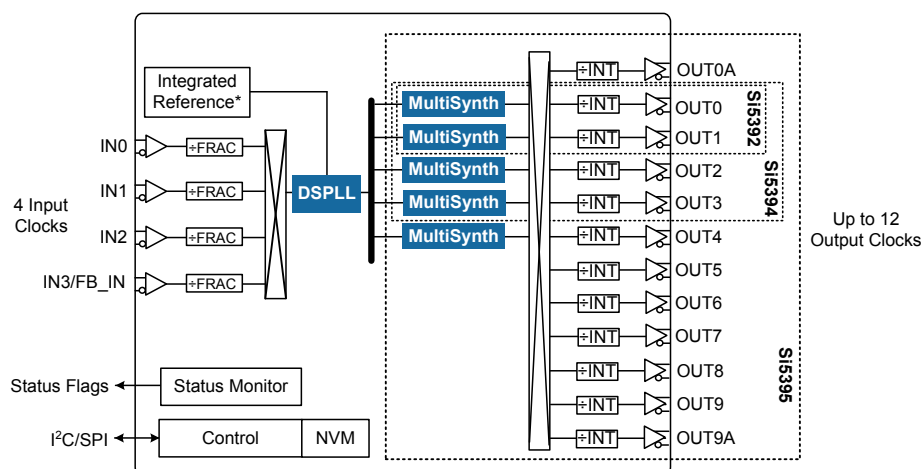 Integrated
Reference*
IN0
÷FRAC
IN1
÷FRAC
4 Input
Clocks
IN2
÷FRAC
IN3/FB_IN
÷FRAC
DSPLL
MultiSynth
MultiSynth
MultiSynth
MultiSynth
MultiSynth
÷INT
OUT0A
÷INT
OUT0
÷INT
OUT1
÷INT
OUT2
÷INT
OUT3
÷INT
OUT4
÷INT
OUT5
÷INT
OUT6
÷INT
OUT7
÷INT
OUT8
÷INT
OUT9
÷INT
OUT9A
Si5392
Si5394
Si5395
Up to 12
Output Clocks
Status Flags
Status Monitor
I²C/SPI
Control
NVM